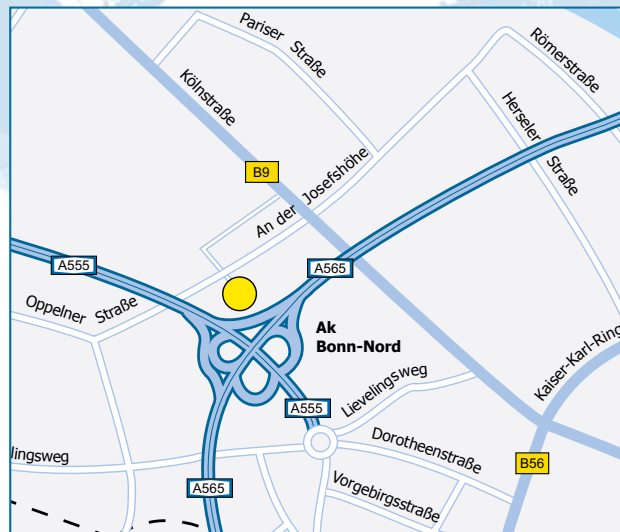 Pariser Straße
Römerstraße
Kölnstraße
Herseler Straße
B9
An der Josefshöhe
A555
A565
Oppelner Straße
Ak
Bonn-Nord
Kaiser-Karl-Ring
Lievelingsweg
A555
Dorotheenstraße
lingsweg
B56
Vorgebirgsstraße
A565